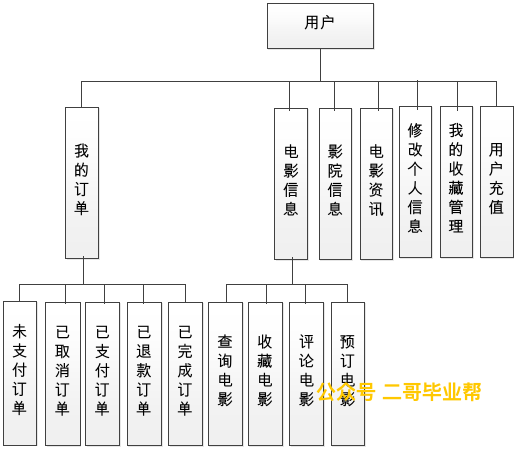 用户
我的订单
电影信息
影院信息
电影资讯
修改个人信息
我的收藏管理
用户充值
未支付订单
已取消订单
已支付订单
已退款订单
已完成订单
查询电影
收藏电影
评论电影
预订电影
公众号 二哥毕业帮